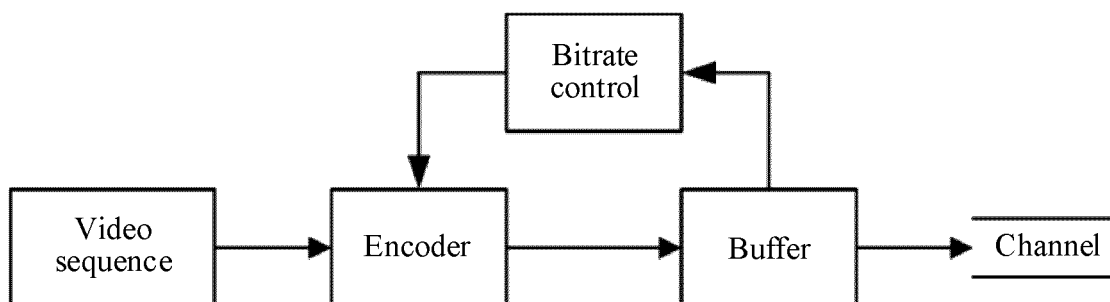 Bitrate
control
Video
sequence
Encoder
Buffer
Channel